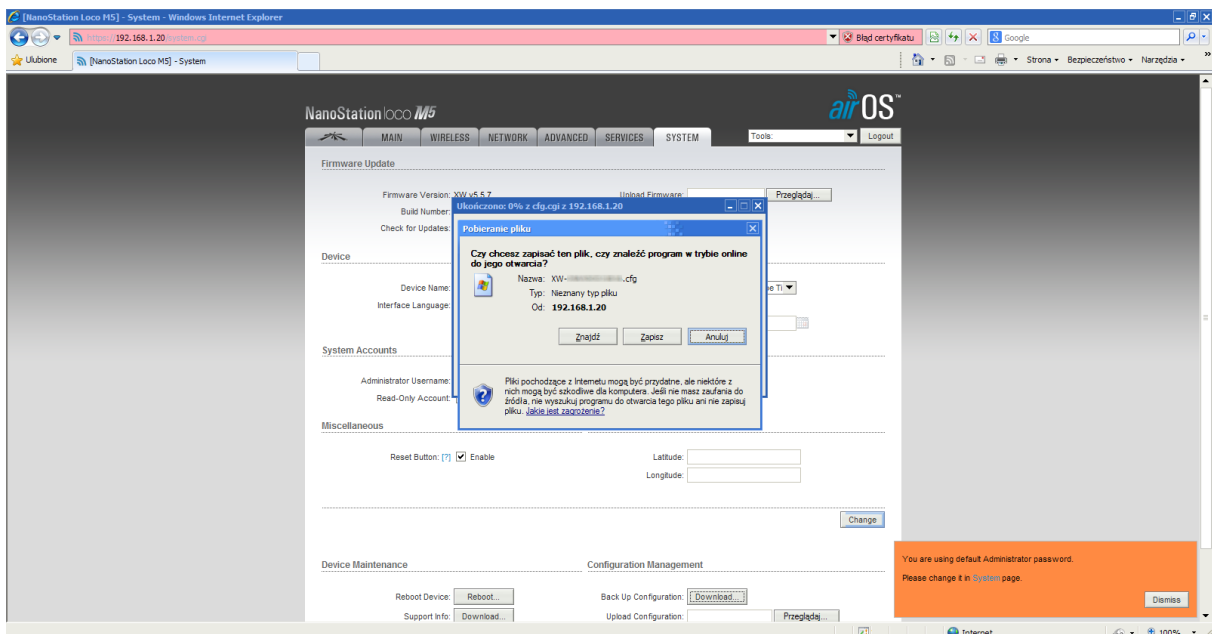 [NanoStation Loco M5] - System - Windows Internet Explorer
https://192.168.1.20/system.cgi
Błąd certyfikatu
Google
Ulubione
[NanoStation Loco M5] - System
Strona
Bezpieczeństwo
Narzędzia
»
NanoStation loco M5
airOS™
MAIN WIRELESS NETWORK ADVANCED SERVICES SYSTEM
Tools:
Logout
Firmware Update
Firmware Version: XW v5.5.7
Upload Firmware:
Przeglądaj...
Build Number:
Check for Updates:
Ukończono: 0% z cfg.cgi z 192.168.1.20
Pobieranie pliku
Czy chcesz zapisać ten plik, czy znaleźć program w trybie online
do jego otwarcia?
Nazwa: XW-
.cfg
Typ: Nieznany typ pliku
Od: 192.168.1.20
Znajdź
Zapisz
Anuluj
Pliki pochodzące z Internetu mogą być przydatne, ale niektóre z
nich mogą być szkodliwe dla komputera. Jeśli nie masz zaufania do
źródła, nie wyszukuj programu do otwarcia tego pliku ani nie zapisuj
pliku. Jakie jest zagrożenie?
Device
Device Name:
Interface Language:
System Accounts
Administrator Username:
Read-Only Account:
Miscellaneous
Reset Button: [?] Enable
Latitude:
Longitude:
Change
Device Maintenance
Configuration Management
Reboot Device: Reboot...
Back Up Configuration: Download...
Support Info: Download...
Upload Configuration:
Przeglądaj...
You are using default Administrator password.
Please change it in System page.
Dismiss
Internet
100%